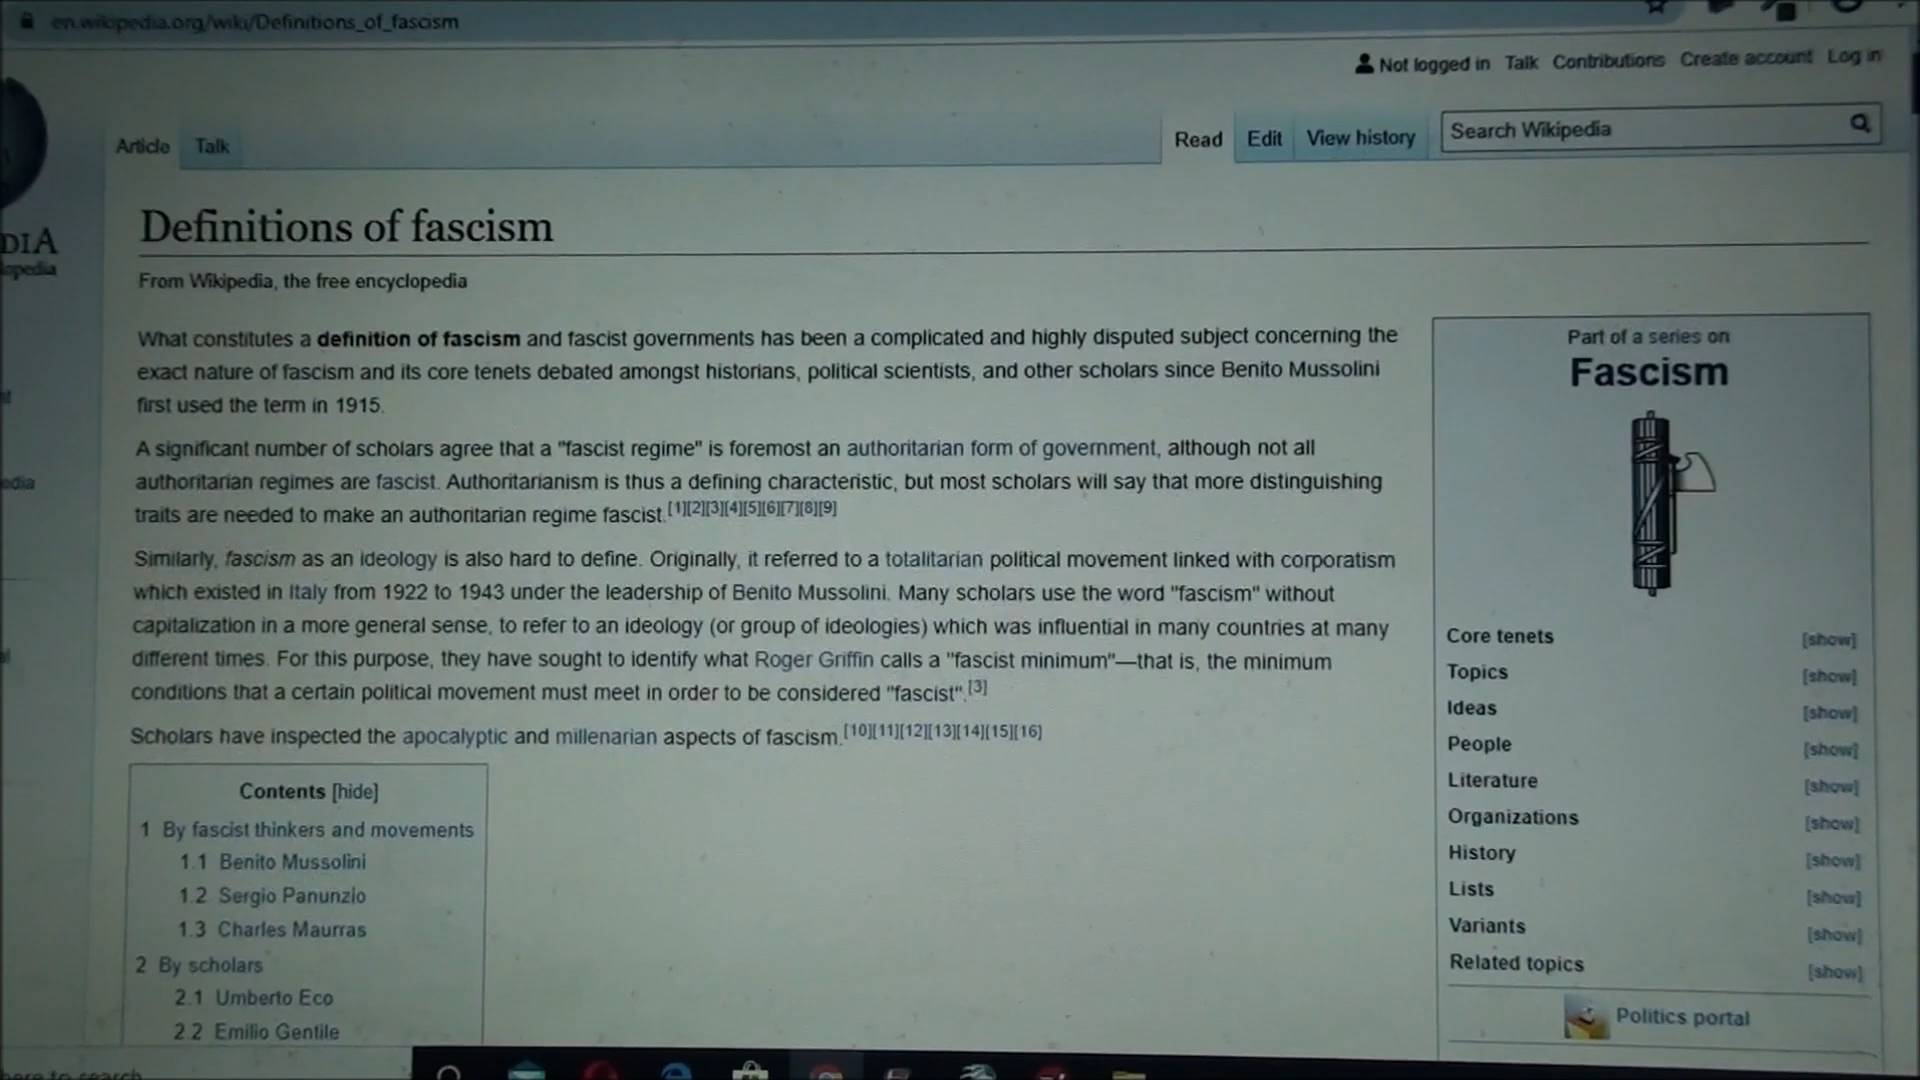 en.wikipedia.org/wiki/Definitions_of_fascism
Not logged in Talk Contributions Create account Log in
Article Talk
Read Edit View history
Search Wikipedia
DIA
lopedia
Definitions of fascism
From Wikipedia, the free encyclopedia
What constitutes a definition of fascism and fascist governments has been a complicated and highly disputed subject concerning the
exact nature of fascism and its core tenets debated amongst historians, political scientists, and other scholars since Benito Mussolini
first used the term in 1915.
A significant number of scholars agree that a "fascist regime" is foremost an authoritarian form of government, although not all
authoritarian regimes are fascist. Authoritarianism is thus a defining characteristic, but most scholars will say that more distinguishing
traits are needed to make an authoritarian regime fascist.[1][2][3][4][5][6][7][8][9]
Similarly, fascism as an ideology is also hard to define. Originally, it referred to a totalitarian political movement linked with corporatism
which existed in Italy from 1922 to 1943 under the leadership of Benito Mussolini. Many scholars use the word "fascism" without
capitalization in a more general sense, to refer to an ideology (or group of ideologies) which was influential in many countries at many
different times. For this purpose, they have sought to identify what Roger Griffin calls a "fascist minimum"—that is, the minimum
conditions that a certain political movement must meet in order to be considered "fascist".[3]
Scholars have inspected the apocalyptic and millenarian aspects of fascism.[10][11][12][13][14][15][16]
Contents [hide]
1 By fascist thinkers and movements
1.1 Benito Mussolini
1.2 Sergio Panunzio
1.3 Charles Maurras
2 By scholars
2.1 Umberto Eco
2.2 Emilio Gentile
Part of a series on
Fascism
Core tenets [show]
Topics [show]
Ideas [show]
People [show]
Literature [show]
Organizations [show]
History [show]
Lists [show]
Variants [show]
Related topics [show]
Politics portal
here to search